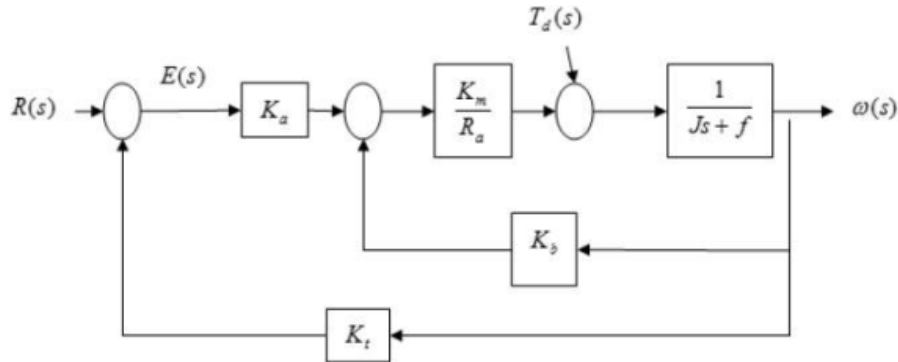 T_d(s)
E(s)
R(s)
K_a
K_m
R_a
1
Js + f
ω(s)
K_b
K_t